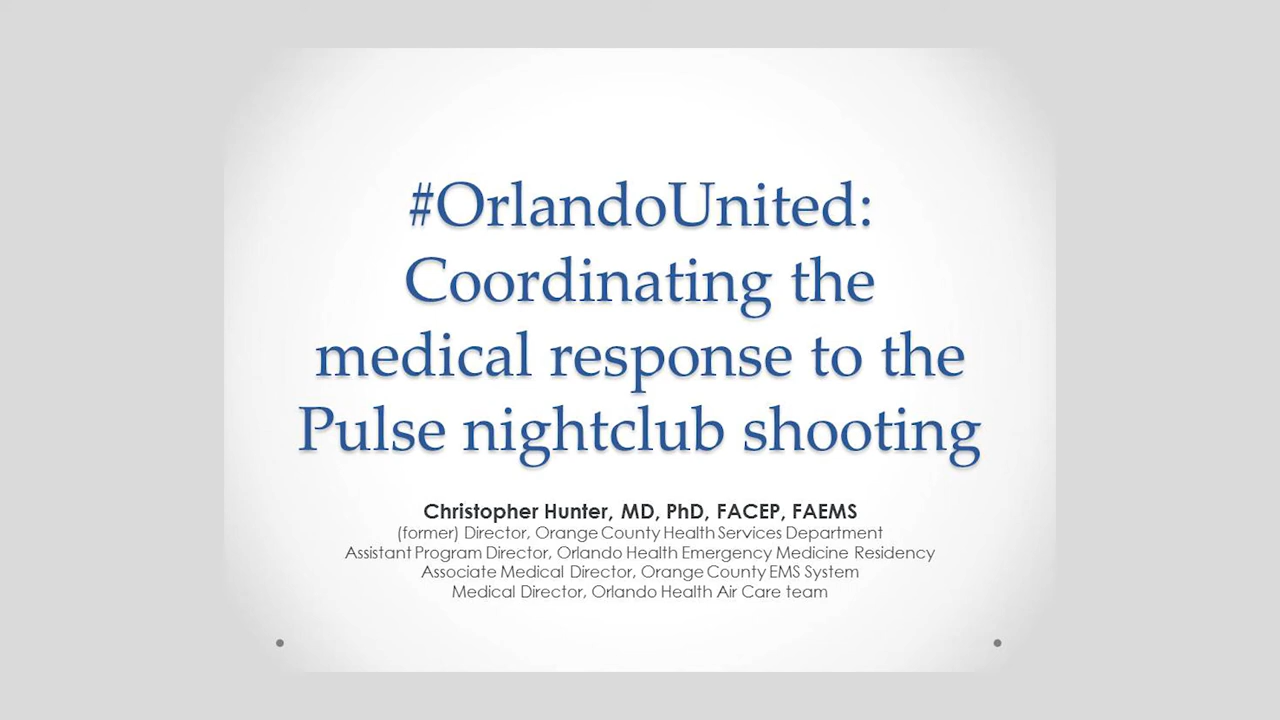 #OrlandoUnited:
Coordinating the
medical response to the
Pulse nightclub shooting
Christopher Hunter, MD, PhD, FACEP, FAEMS
(former) Director, Orange County Health Services Department
Assistant Program Director, Orlando Health Emergency Medicine Residency
Associate Medical Director, Orange County EMS System
Medical Director, Orlando Health Air Care team